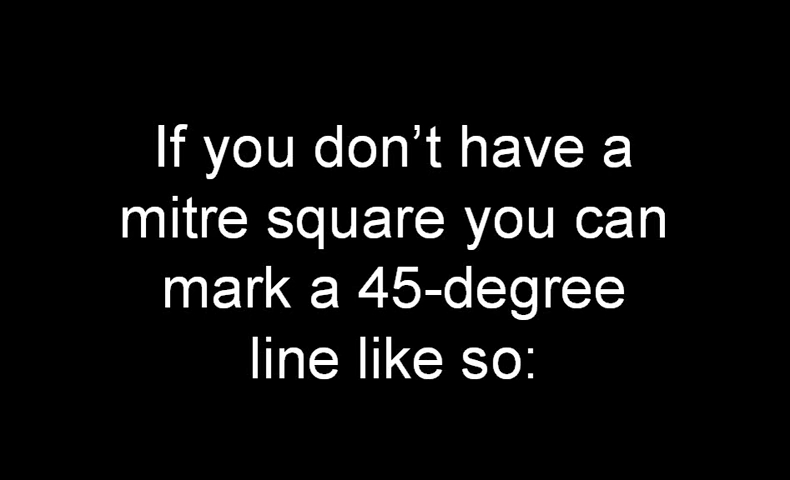 If you don’t have a
mitre square you can
mark a 45-degree
line like so: